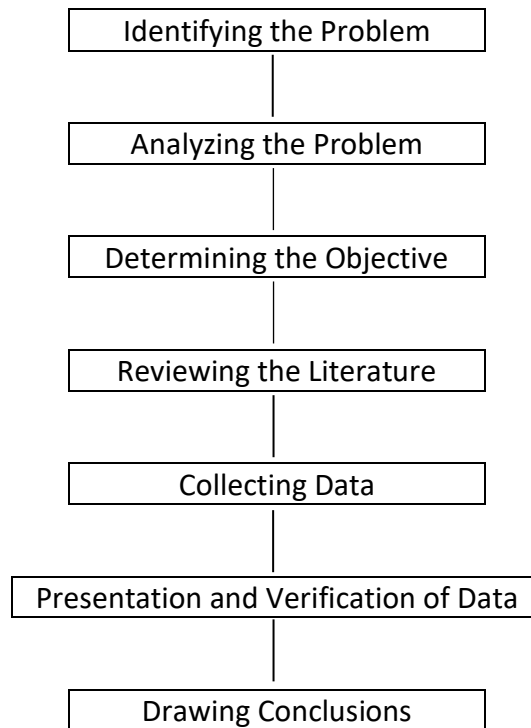 Identifying the Problem
Analyzing the Problem
Determining the Objective
Reviewing the Literature
Collecting Data
Presentation and Verification of Data
Drawing Conclusions